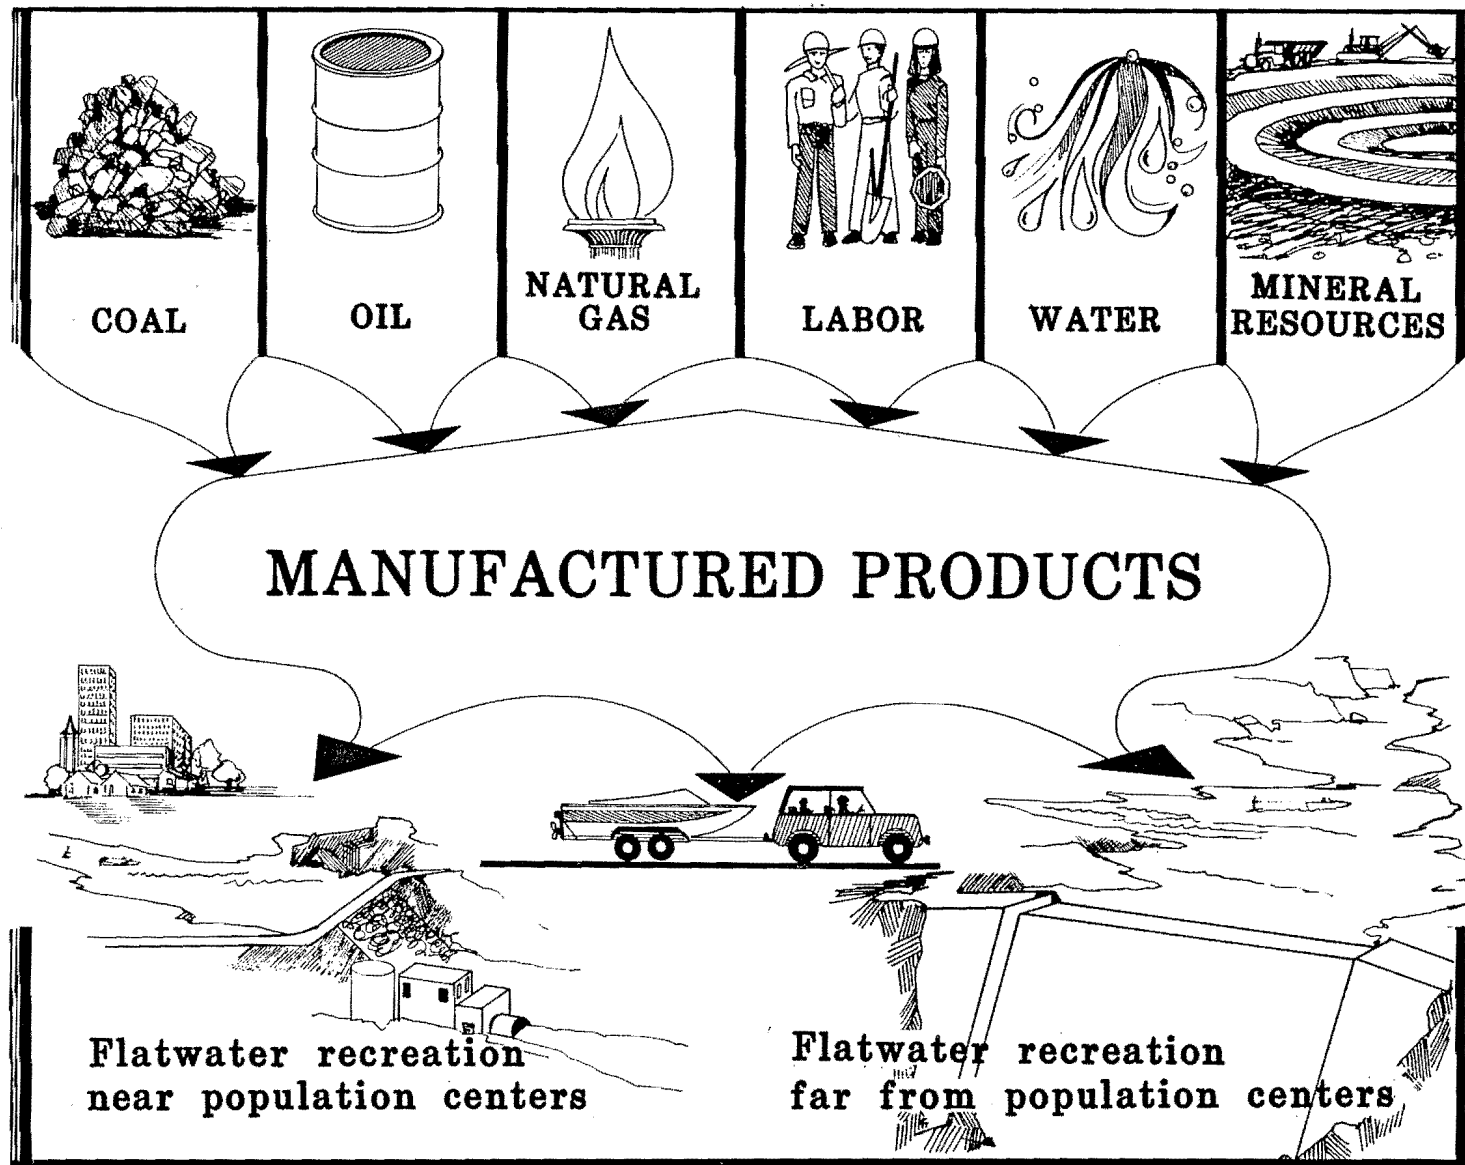 COAL
OIL
NATURAL
GAS
LABOR
WATER
MINERAL
RESOURCES
MANUFACTURED PRODUCTS
Flatwater recreation
near population centers
Flatwater recreation
far from population centers